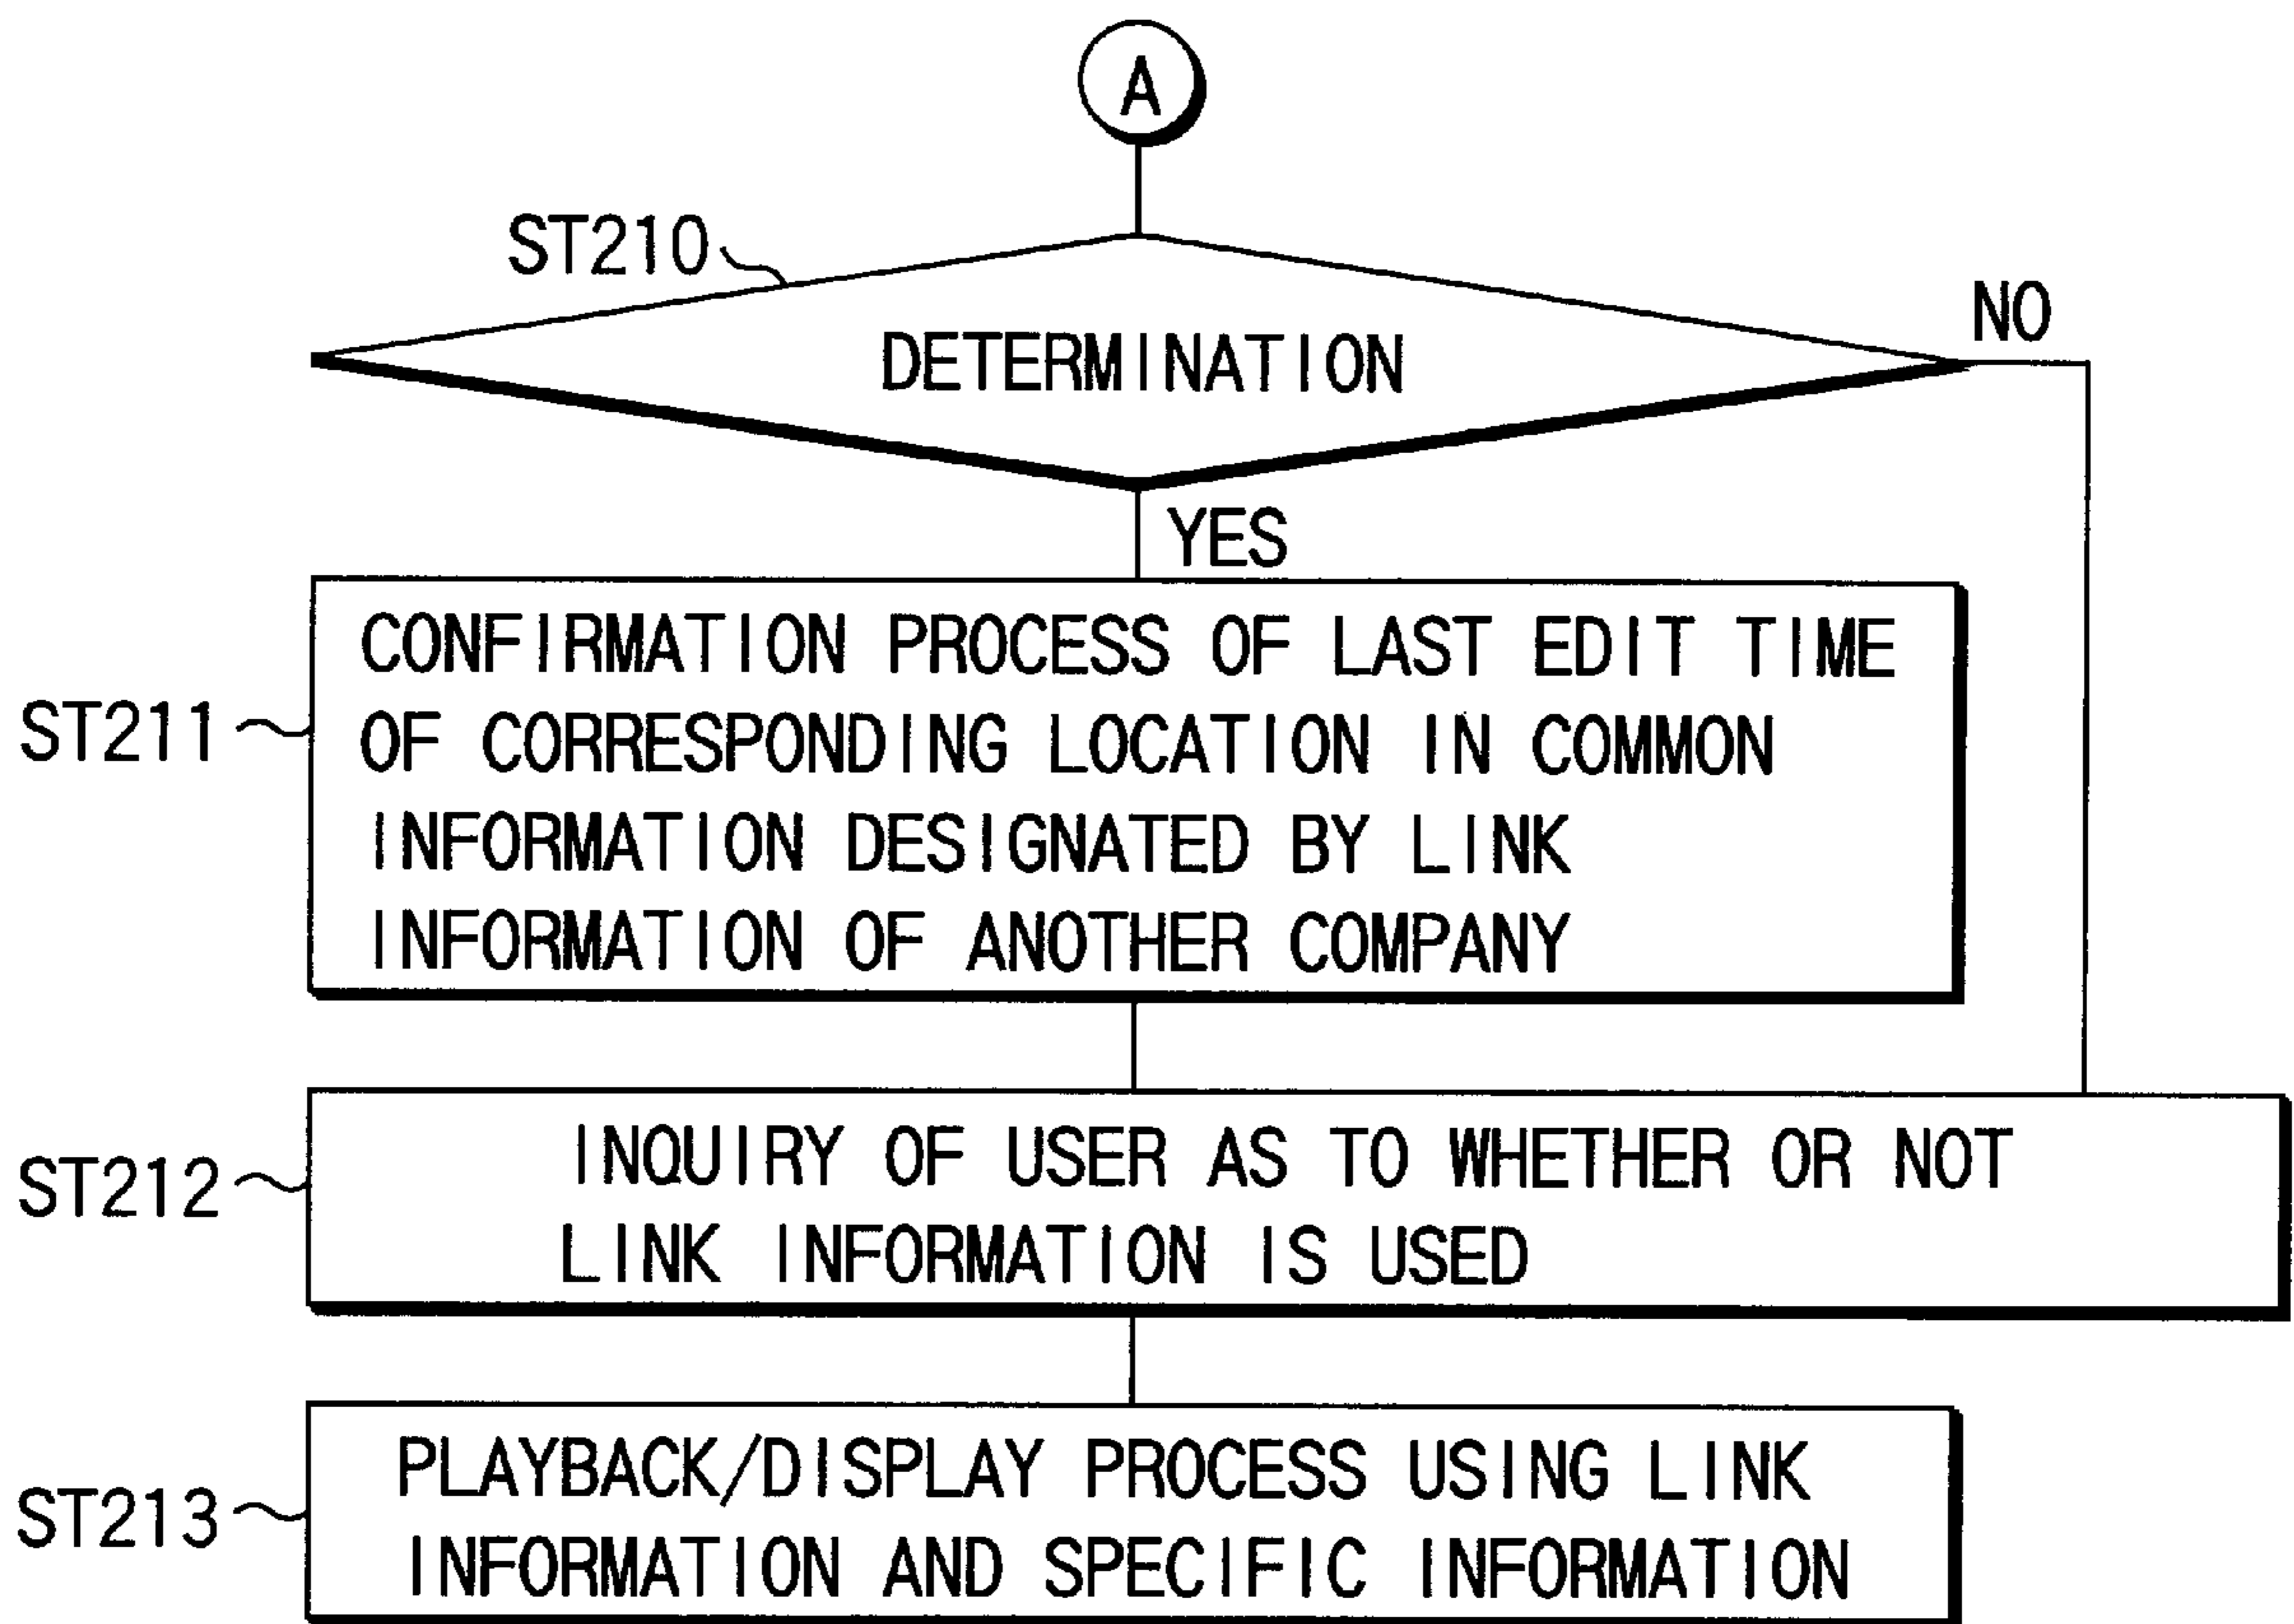 A
ST210
DETERMINATION
NO
YES
ST211
CONFIRMATION PROCESS OF LAST EDIT TIME
OF CORRESPONDING LOCATION IN COMMON
INFORMATION DESIGNATED BY LINK
INFORMATION OF ANOTHER COMPANY
ST212
INQUIRY OF USER AS TO WHETHER OR NOT
LINK INFORMATION IS USED
ST213
PLAYBACK/DISPLAY PROCESS USING LINK
INFORMATION AND SPECIFIC INFORMATION